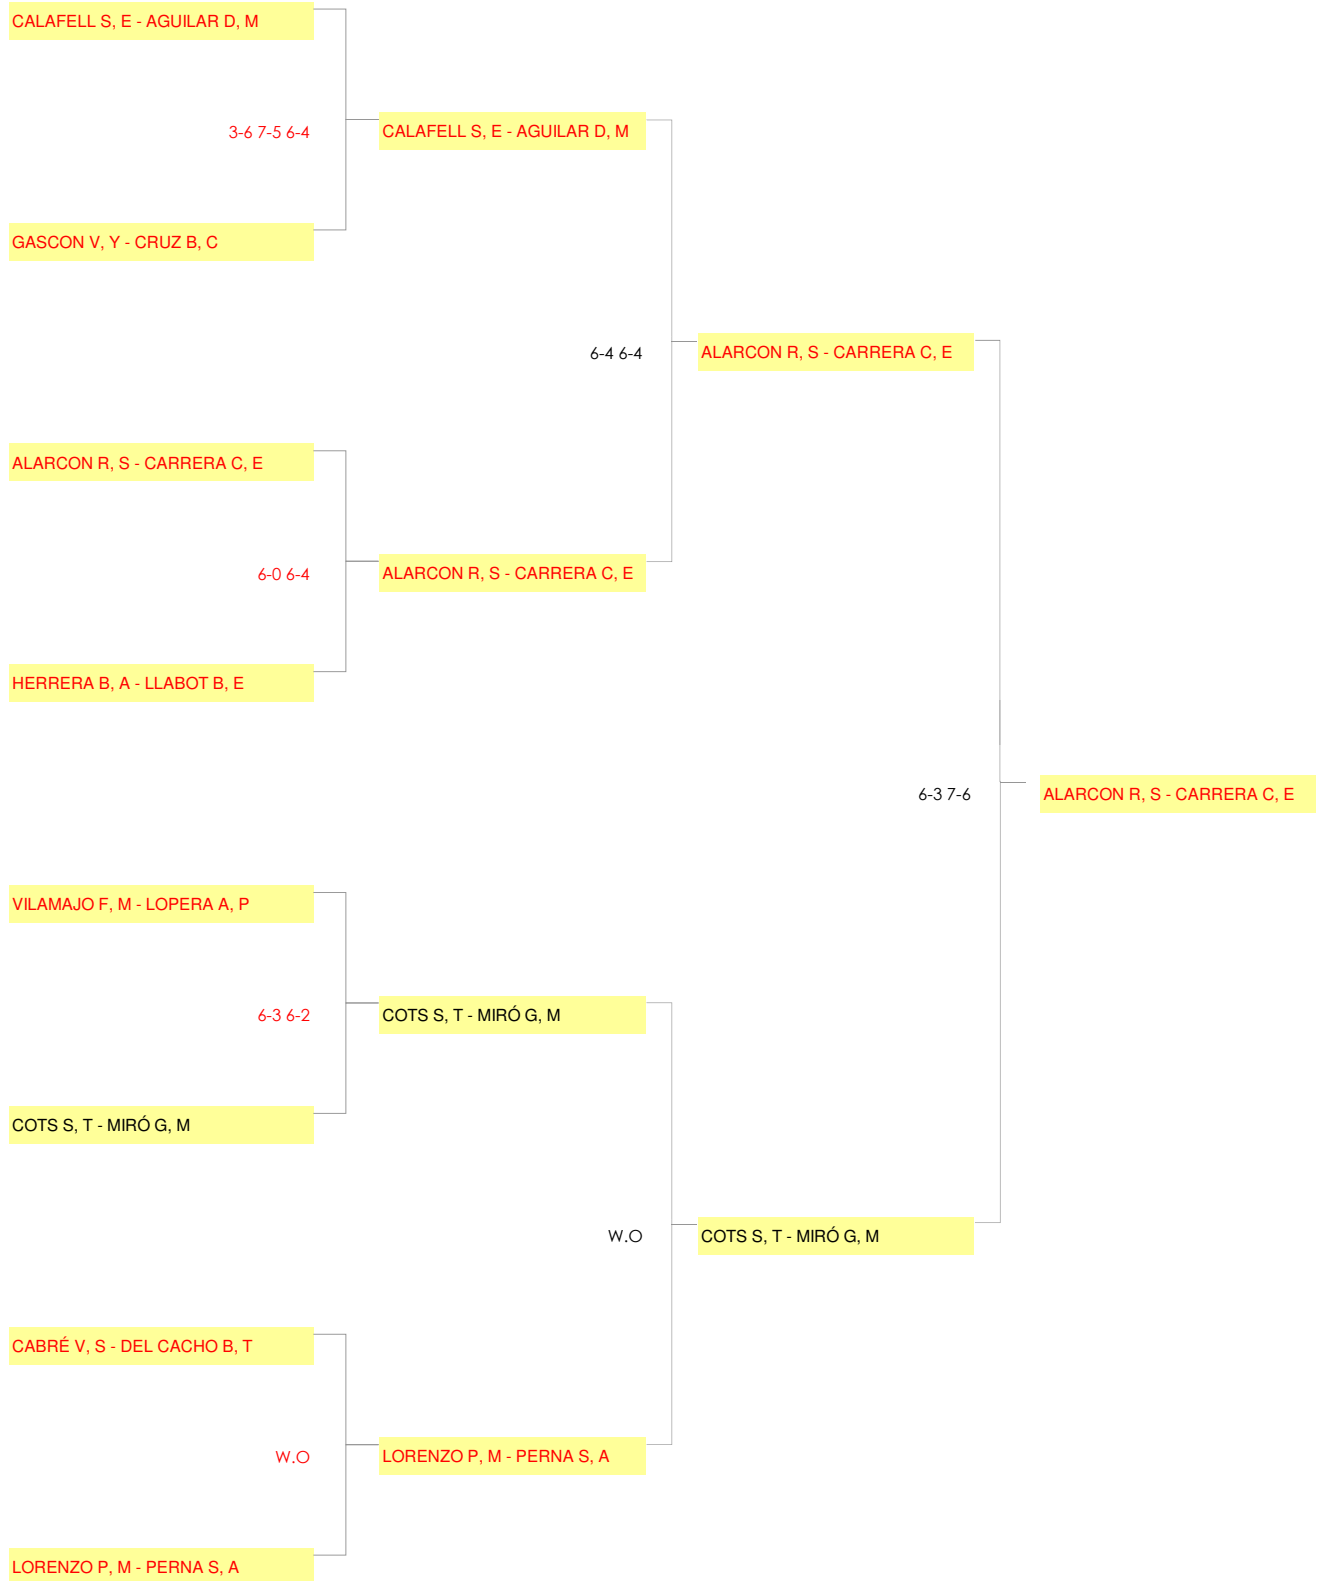 CALAFELL S, E - AGUILAR D, M
3-6 7-5 6-4
CALAFELL S, E - AGUILAR D, M
GASCON V, Y - CRUZ B, C
6-4 6-4
ALARCON R, S - CARRERA C, E
ALARCON R, S - CARRERA C, E
6-0 6-4
ALARCON R, S - CARRERA C, E
HERRERA B, A - LLABOT B, E
6-3 7-6
ALARCON R, S - CARRERA C, E
VILAMAJO F, M - LOPERA A, P
6-3 6-2
COTS S, T - MIRÓ G, M
COTS S, T - MIRÓ G, M
W.O
COTS S, T - MIRÓ G, M
CABRÉ V, S - DEL CACHO B, T
W.O
LORENZO P, M - PERNA S, A
LORENZO P, M - PERNA S, A